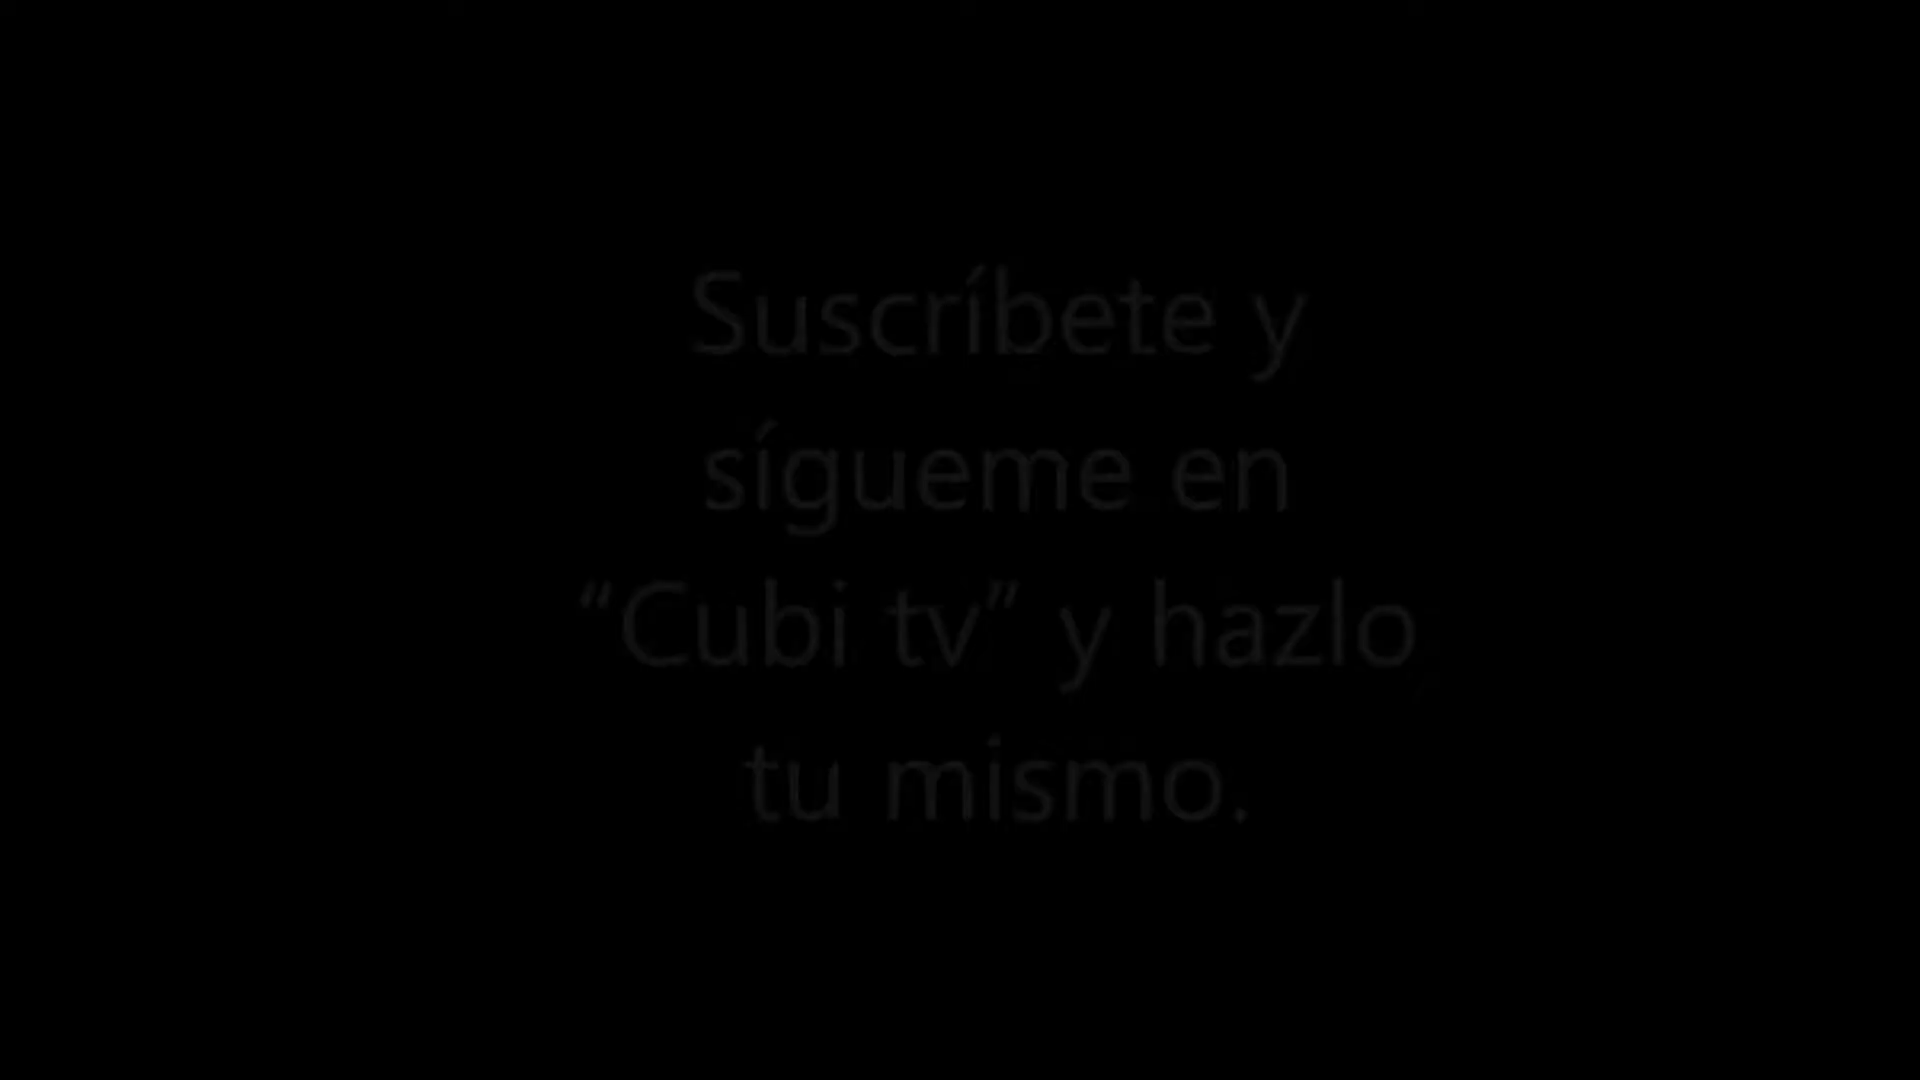 Suscríbete y
sígueme en
“Cubi tv” y hazlo
tu mismo.